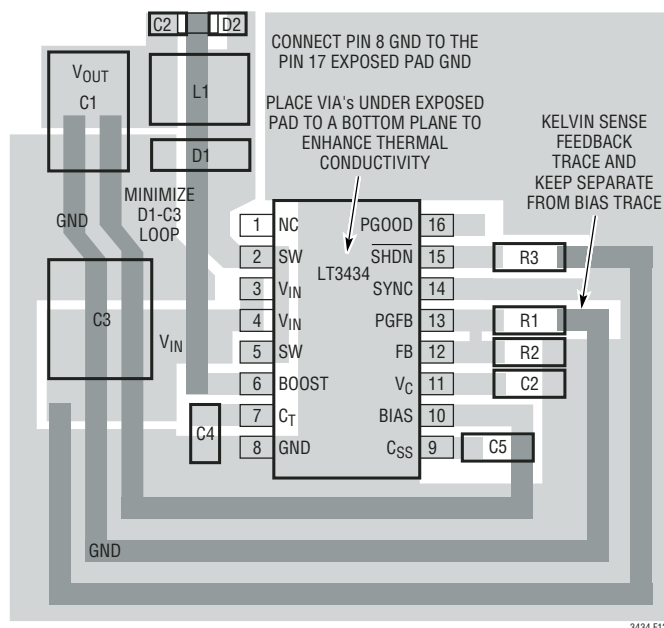 C2
D2
CONNECT PIN 8 GND TO THE
PIN 17 EXPOSED PAD GND
VOUT
C1
L1
PLACE VIA's UNDER EXPOSED
PAD TO A BOTTOM PLANE TO
ENHANCE THERMAL
CONDUCTIVITY
KELVIN SENSE
FEEDBACK
TRACE AND
KEEP SEPARATE
FROM BIAS TRACE
D1
MINIMIZE
D1-C3
LOOP
GND
1 NC
PGOOD 16
2 SW
SHDN 15
R3
LT3434
3 VIN
SYNC 14
C3
VIN
4 VIN
PGFB 13
R1
5 SW
FB 12
R2
6 BOOST
VC 11
C2
7 CT
BIAS 10
C4
8 GND
CSS 9
C5
GND
3434 F12